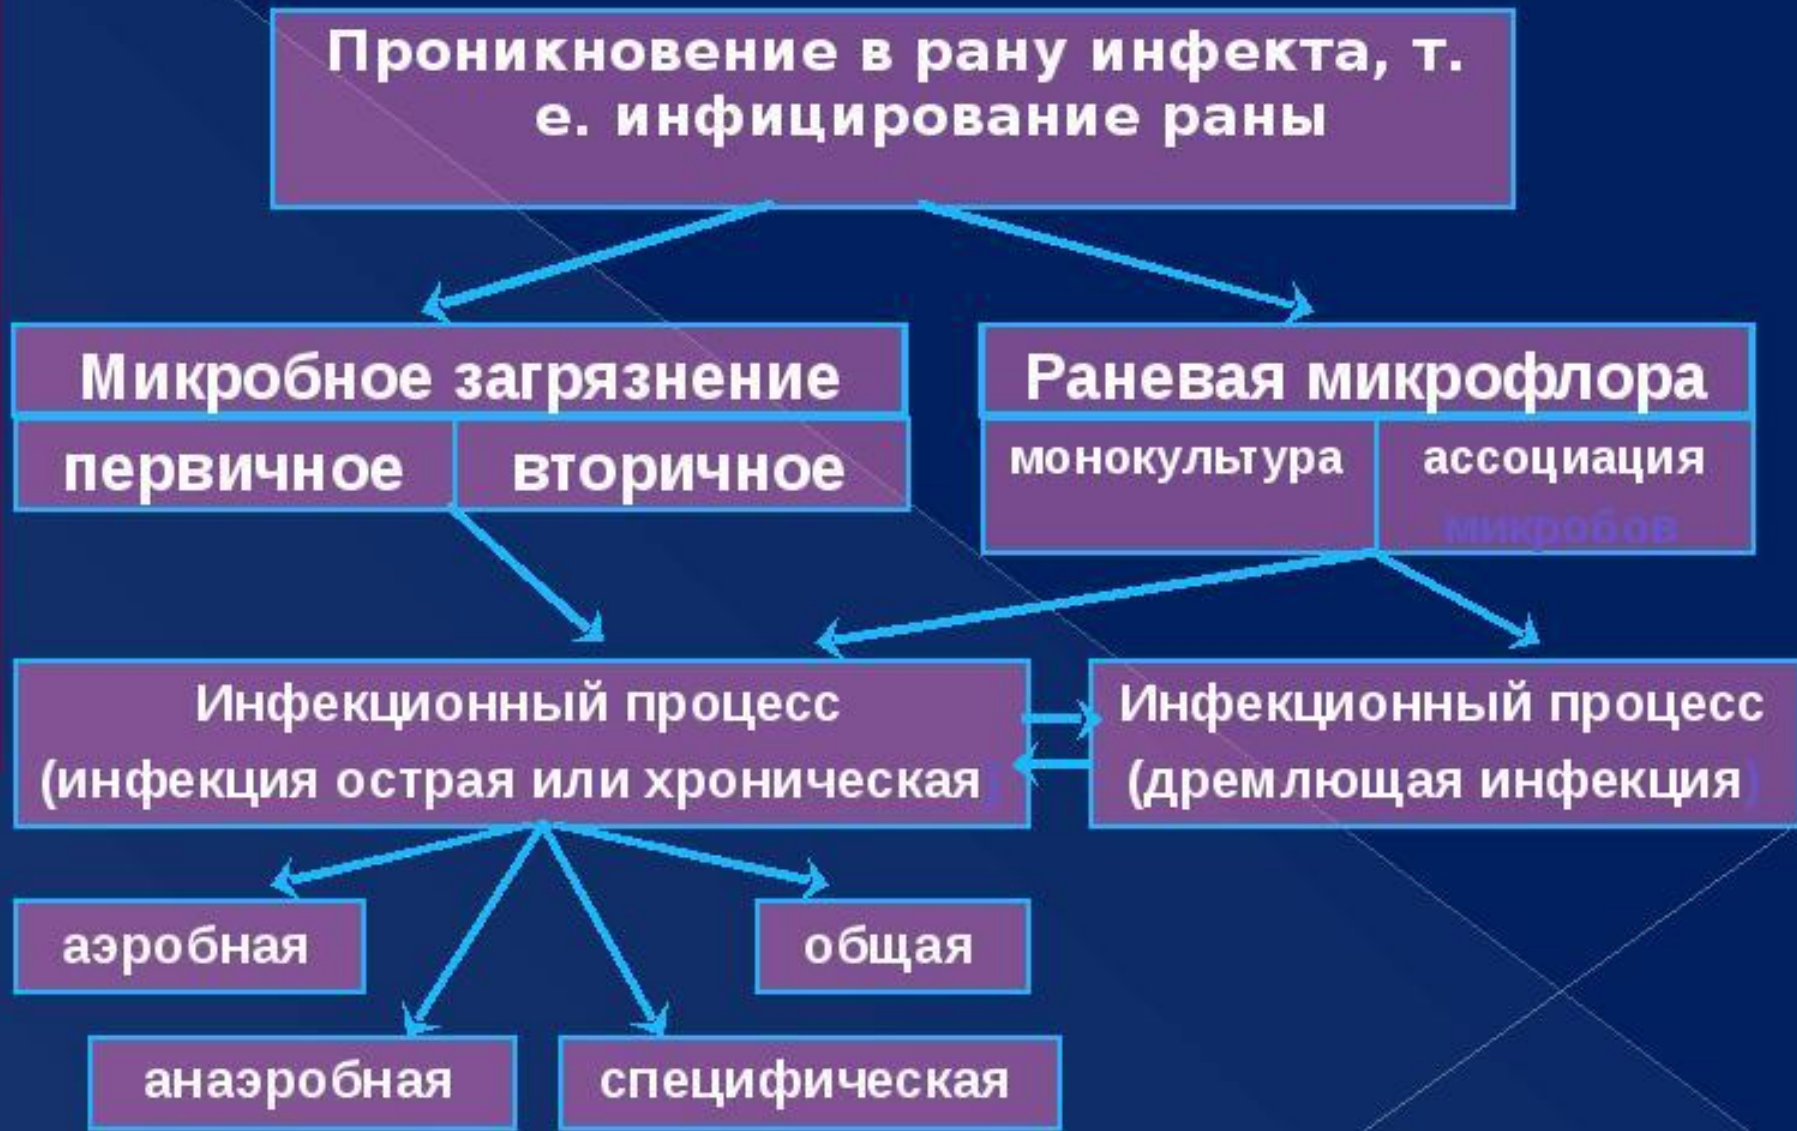 Проникновение в рану инфекта, т.
е. инфицирование раны
Микробное загрязнение
первичное
вторичное
Раневая микрофлора
монокультура
ассоциация
микробов
Инфекционный процесс
(инфекция острая или хроническая)
Инфекционный процесс
(дремлющая инфекция)
аэробная
общая
анаэробная
специфическая